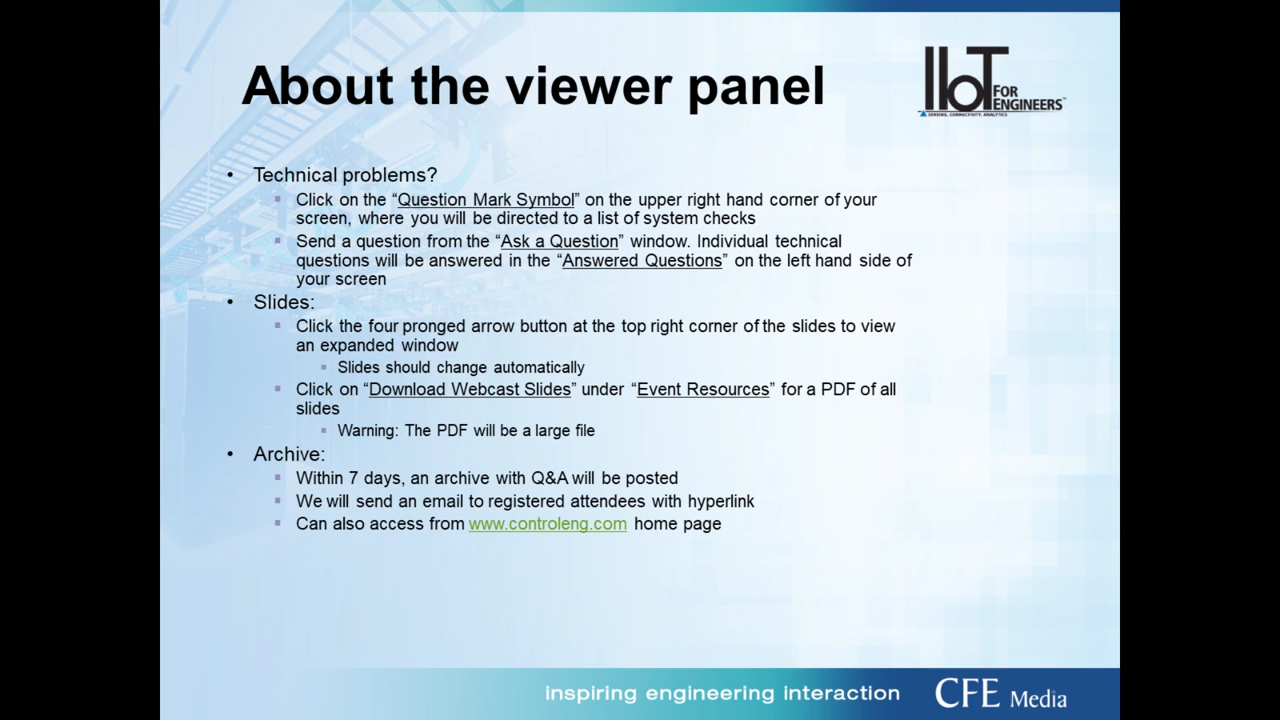 About the viewer panel
IIoT FOR ENGINEERS™
SENSING, CONNECTIVITY, ANALYTICS
• Technical problems?
▪ Click on the “Question Mark Symbol” on the upper right hand corner of your
screen, where you will be directed to a list of system checks
▪ Send a question from the “Ask a Question” window. Individual technical
questions will be answered in the “Answered Questions” on the left hand side of
your screen
• Slides:
▪ Click the four pronged arrow button at the top right corner of the slides to view
an expanded window
▪ Slides should change automatically
▪ Click on “Download Webcast Slides” under “Event Resources” for a PDF of all
slides
▪ Warning: The PDF will be a large file
• Archive:
▪ Within 7 days, an archive with Q&A will be posted
▪ We will send an email to registered attendees with hyperlink
▪ Can also access from www.controleng.com home page
inspiring engineering interaction
CFE Media